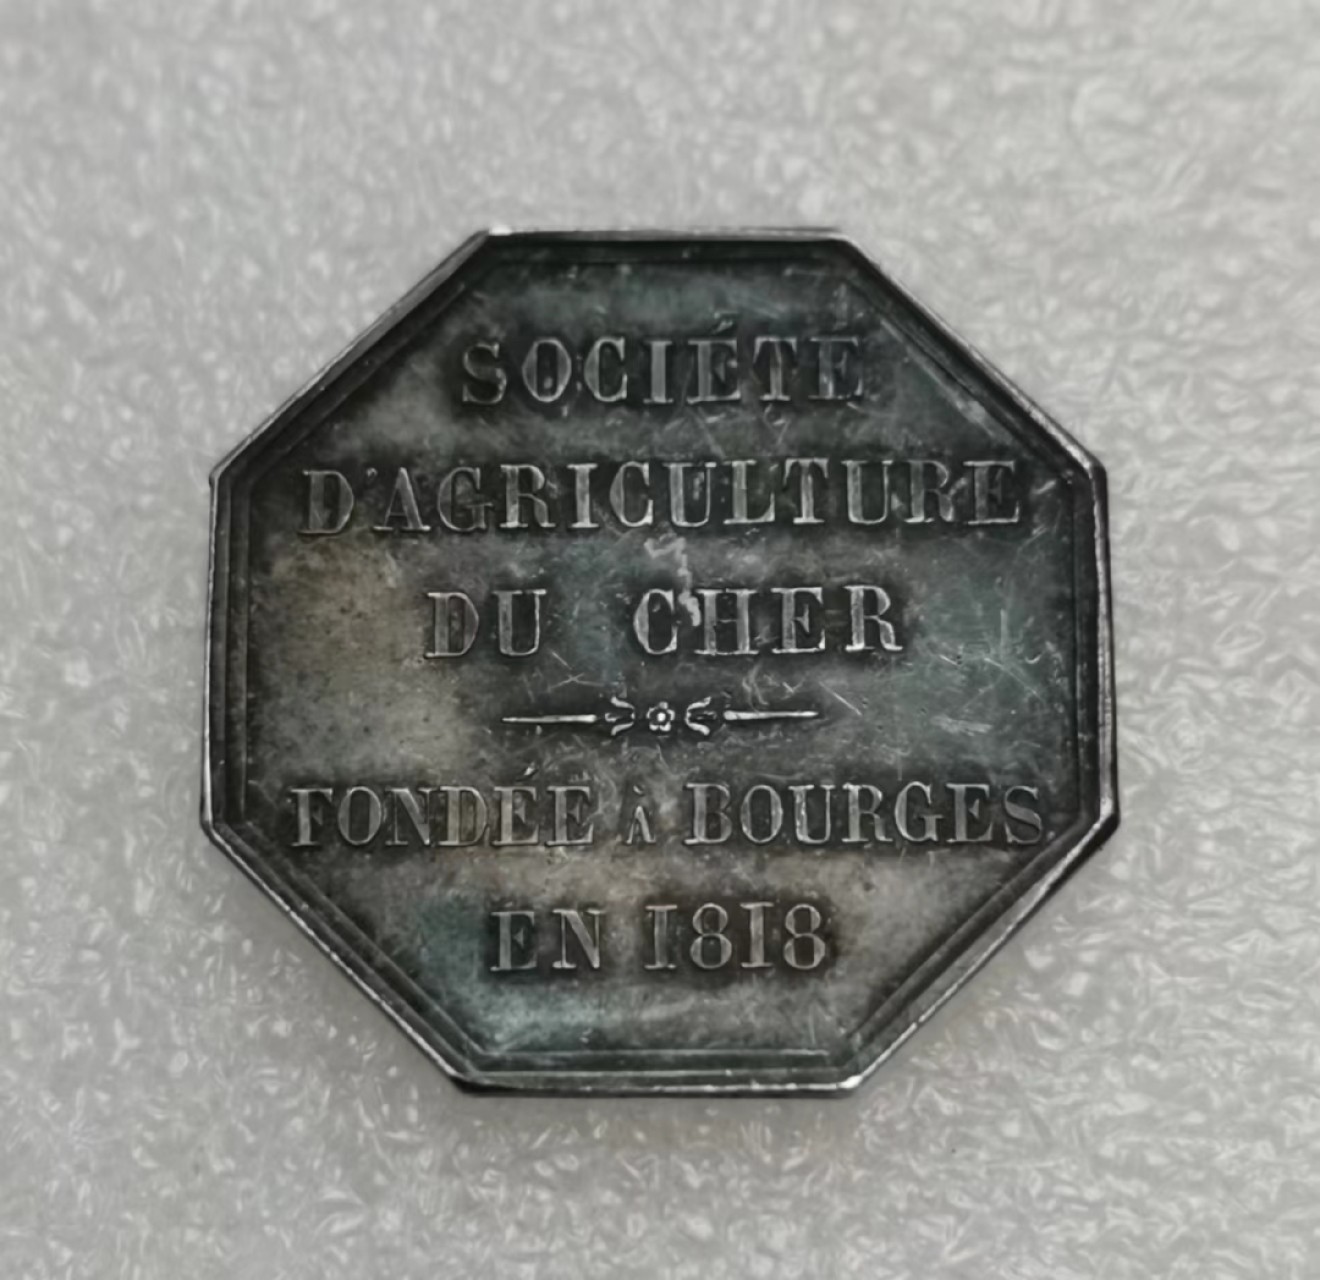 SOCIÉTÉ
D'AGRICULTURE
DU CHER
FONDÉE À BOURGES
EN 1818